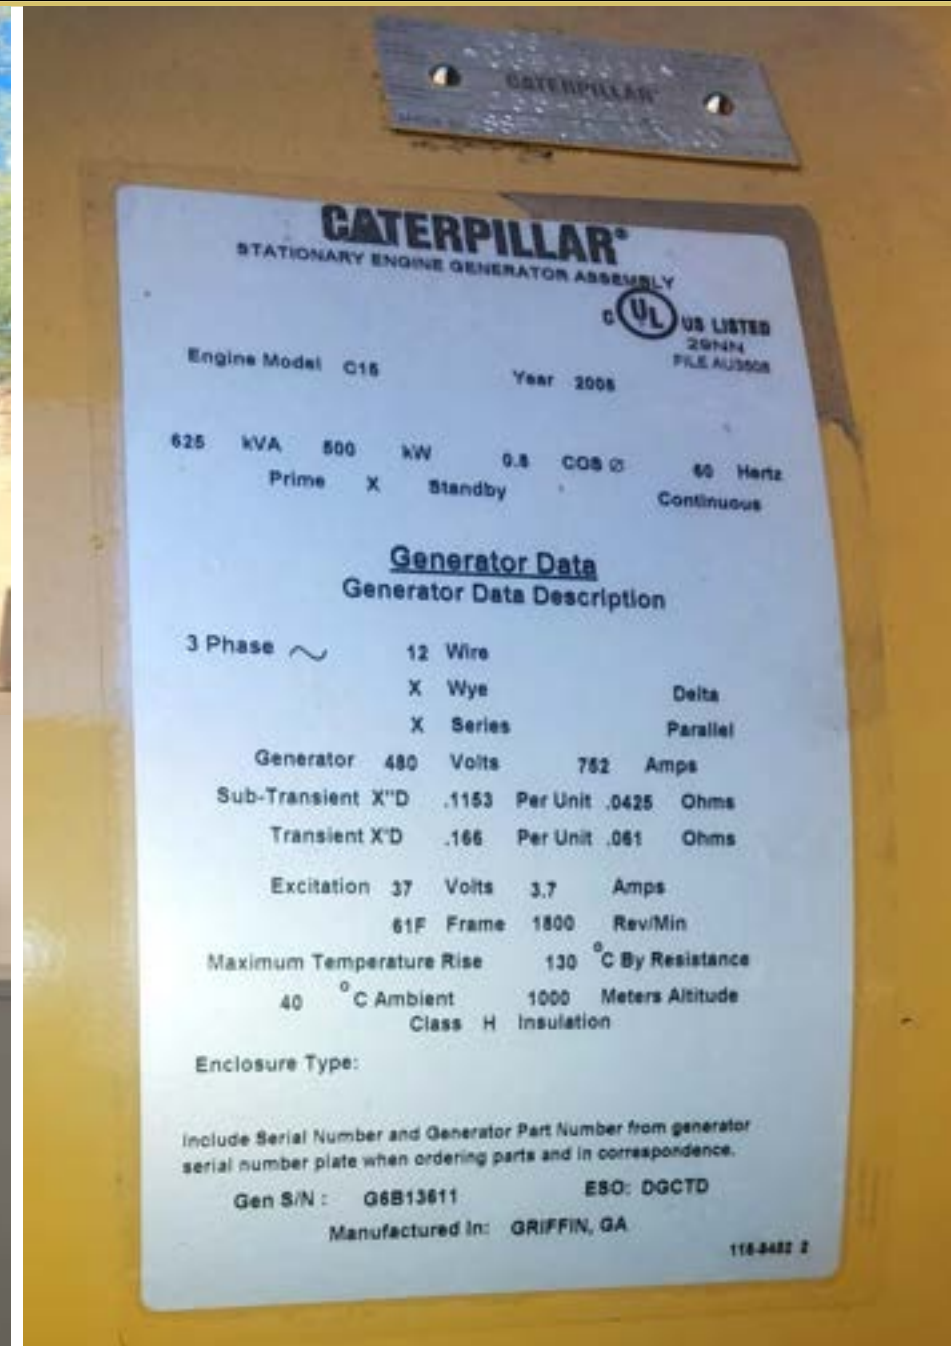 CATERPILLAR
CATERPILLAR®
STATIONARY ENGINE GENERATOR ASSEMBLY
C UL US LISTED
29NN
FILE AU3508
Engine Model C15 Year 2005
625 kVA 500 kW 0.8 COS Ø 60 Hertz
Prime X Standby Continuous
Generator Data
Generator Data Description
3 Phase ~ 12 Wire
X Wye Delta
X Series Parallel
Generator 480 Volts 752 Amps
Sub-Transient X"D .1153 Per Unit .0425 Ohms
Transient X'D .166 Per Unit .061 Ohms
Excitation 37 Volts 3.7 Amps
61F Frame 1800 Rev/Min
Maximum Temperature Rise 130 °C By Resistance
40 °C Ambient 1000 Meters Altitude
Class H Insulation
Enclosure Type:
Include Serial Number and Generator Part Number from generator
serial number plate when ordering parts and in correspondence.
Gen S/N : G6B13611 ESO: DGCTD
Manufactured In: GRIFFIN, GA